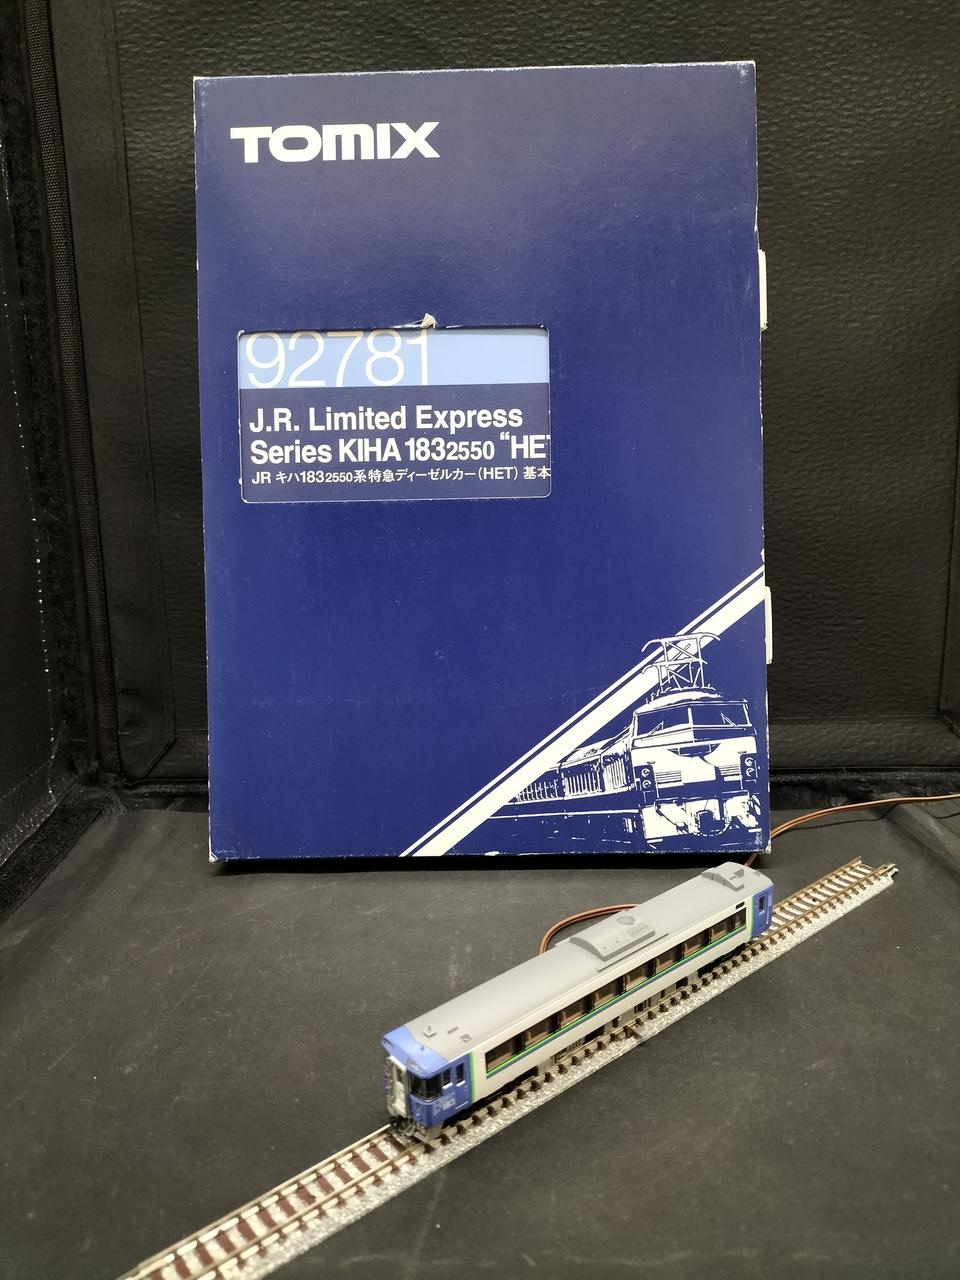 TOMIX
92781
J.R. Limited Express
Series KIHA 1832550 "HE
JR キハ1832550系特急ディーゼルカー(HET) 基本